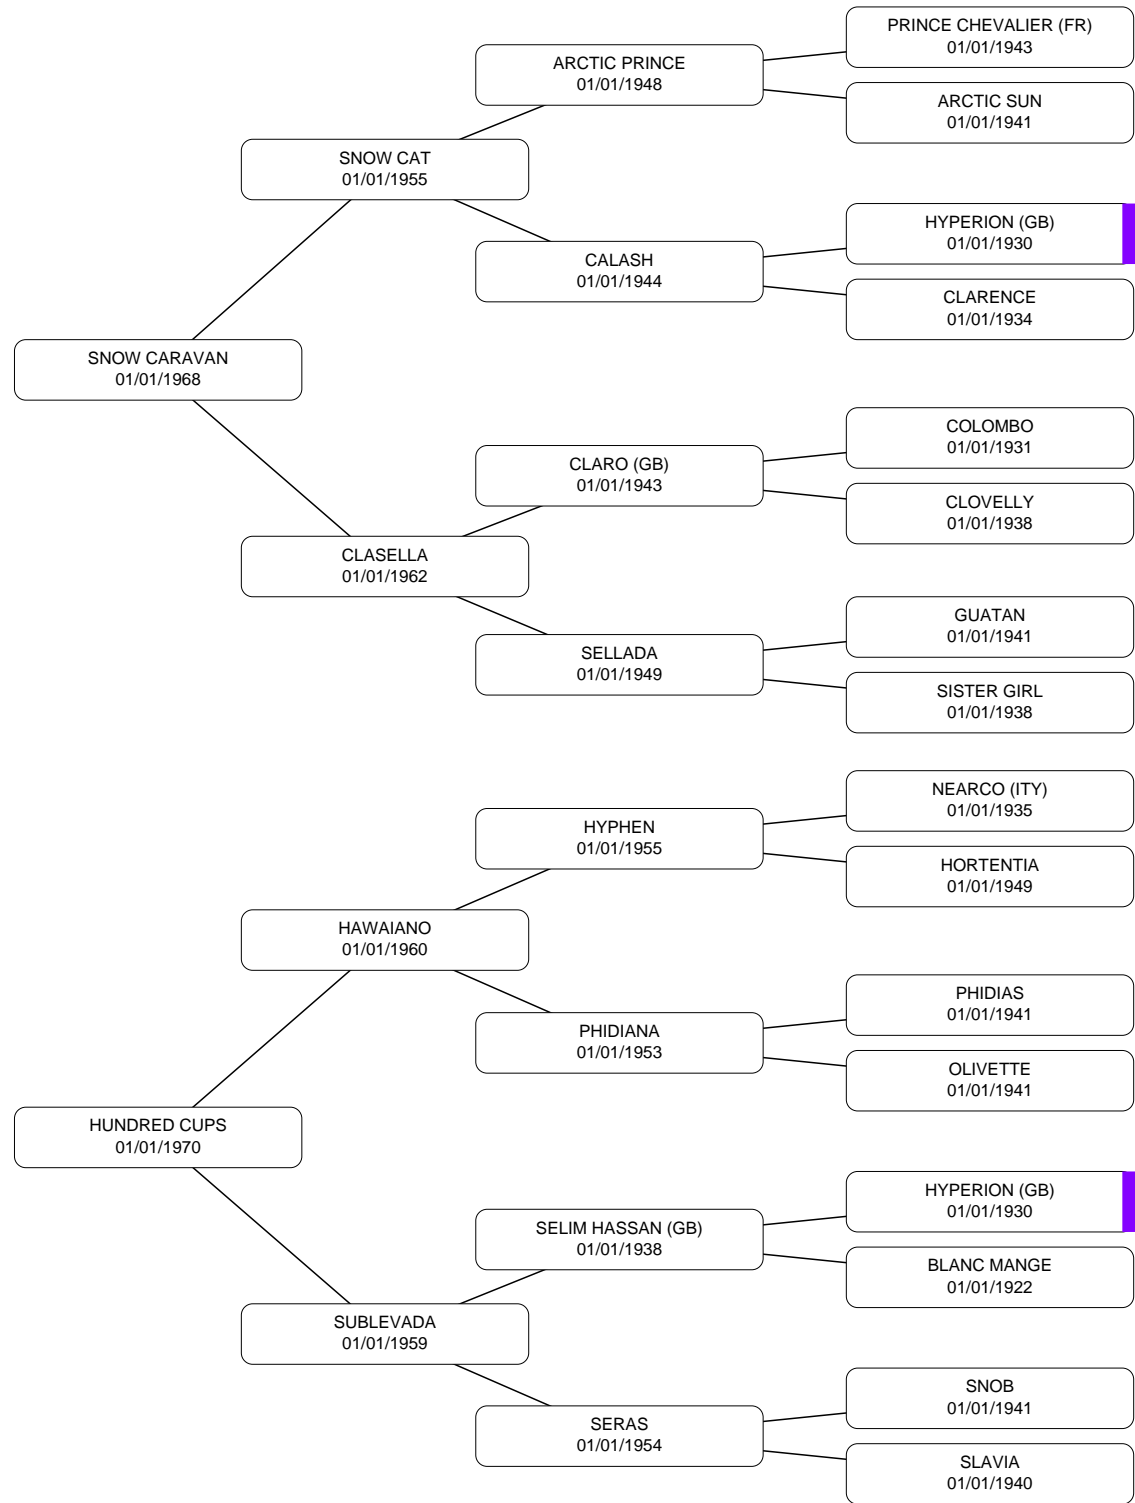 PRINCE CHEVALIER (FR)
01/01/1943
ARCTIC PRINCE
01/01/1948
ARCTIC SUN
01/01/1941
SNOW CAT
01/01/1955
HYPERION (GB)
01/01/1930
CALASH
01/01/1944
CLARENCE
01/01/1934
SNOW CARAVAN
01/01/1968
COLOMBO
01/01/1931
CLARO (GB)
01/01/1943
CLOVELLY
01/01/1938
CLASELLA
01/01/1962
GUATAN
01/01/1941
SELLADA
01/01/1949
SISTER GIRL
01/01/1938
NEARCO (ITY)
01/01/1935
HYPHEN
01/01/1955
HORTENTIA
01/01/1949
HAWAIANO
01/01/1960
PHIDIAS
01/01/1941
PHIDIANA
01/01/1953
OLIVETTE
01/01/1941
HUNDRED CUPS
01/01/1970
HYPERION (GB)
01/01/1930
SELIM HASSAN (GB)
01/01/1938
BLANC MANGE
01/01/1922
SUBLEVADA
01/01/1959
SNOB
01/01/1941
SERAS
01/01/1954
SLAVIA
01/01/1940